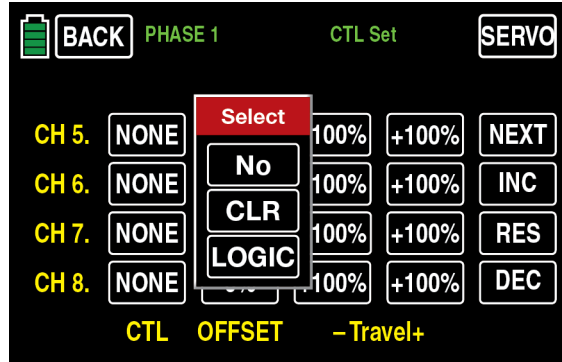 BACK PHASE 1 CTL Set SERVO
Select
CH 5. NONE 100% +100% NEXT
No
CH 6. NONE 100% +100% INC
CLR
CH 7. NONE 100% +100% RES
LOGIC
CH 8. NONE +100% +100% DEC
CTL OFFSET – Travel+